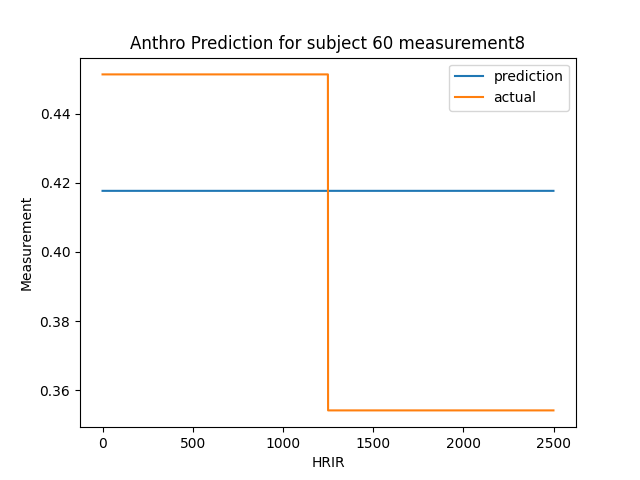 Anthro Prediction for subject 60 measurement8
prediction
actual
0.44
0.42
0.40
0.38
0.36
Measurement
0
500
1000
1500
2000
2500
HRIR